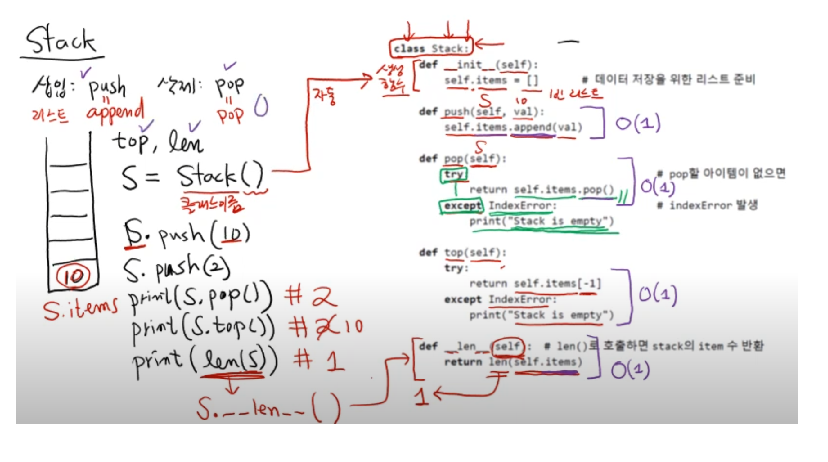 Stack
삽입: push 삭제: pop
리스트 append pop O
top, len
S = Stack()
클래스이름
S. push(10)
S. push(2)
print(S.pop()) # 2
print(S.top()) # 2 10
print(len(S)) # 1
S.__len__()
10
S.items
자동
생성
함수
class Stack:
def __init__(self):
self.items = [] # 데이터 저장을 위한 리스트 준비
S 10 빈 리스트
def push(self, val):
self.items.append(val) O(1)
S
def pop(self): # pop할 아이템이 없으면
try
return self.items.pop() O(1)
except IndexError: # indexError 발생
print("Stack is empty")
def top(self):
try:
return self.items[-1] O(1)
except IndexError:
print("Stack is empty")
def __len__(self): # len()로 호출하면 stack의 item 수 반환
return len(self.items) O(1)
1